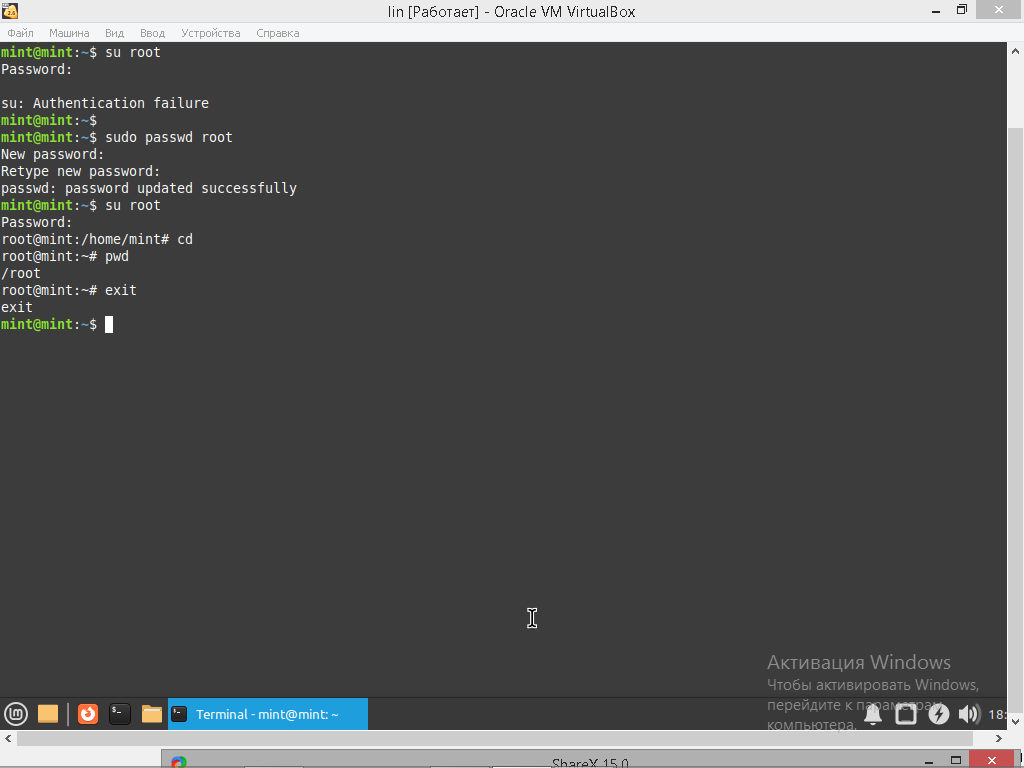 lin [Работает] - Oracle VM VirtualBox
Файл Машина Вид Ввод Устройства Справка
mint@mint:~$ su root
Password:
su: Authentication failure
mint@mint:~$
mint@mint:~$ sudo passwd root
New password:
Retype new password:
passwd: password updated successfully
mint@mint:~$ su root
Password:
root@mint:/home/mint# cd
root@mint:~# pwd
/root
root@mint:~# exit
exit
mint@mint:~$
Активация Windows
Чтобы активировать Windows,
перейдите к параметрам
компьютера.
Terminal - mint@mint: ~
18:
ShareX 15.0